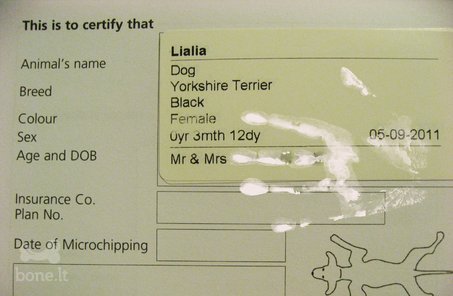 This is to certify that
Lialia
Animal's name
Dog
Breed
Yorkshire Terrier
Black
Colour
Female
Sex
0yr 3mth 12dy 05-09-2011
Age and DOB
Mr & Mrs
Insurance Co.
Plan No.
Date of Microchipping
bone.lt